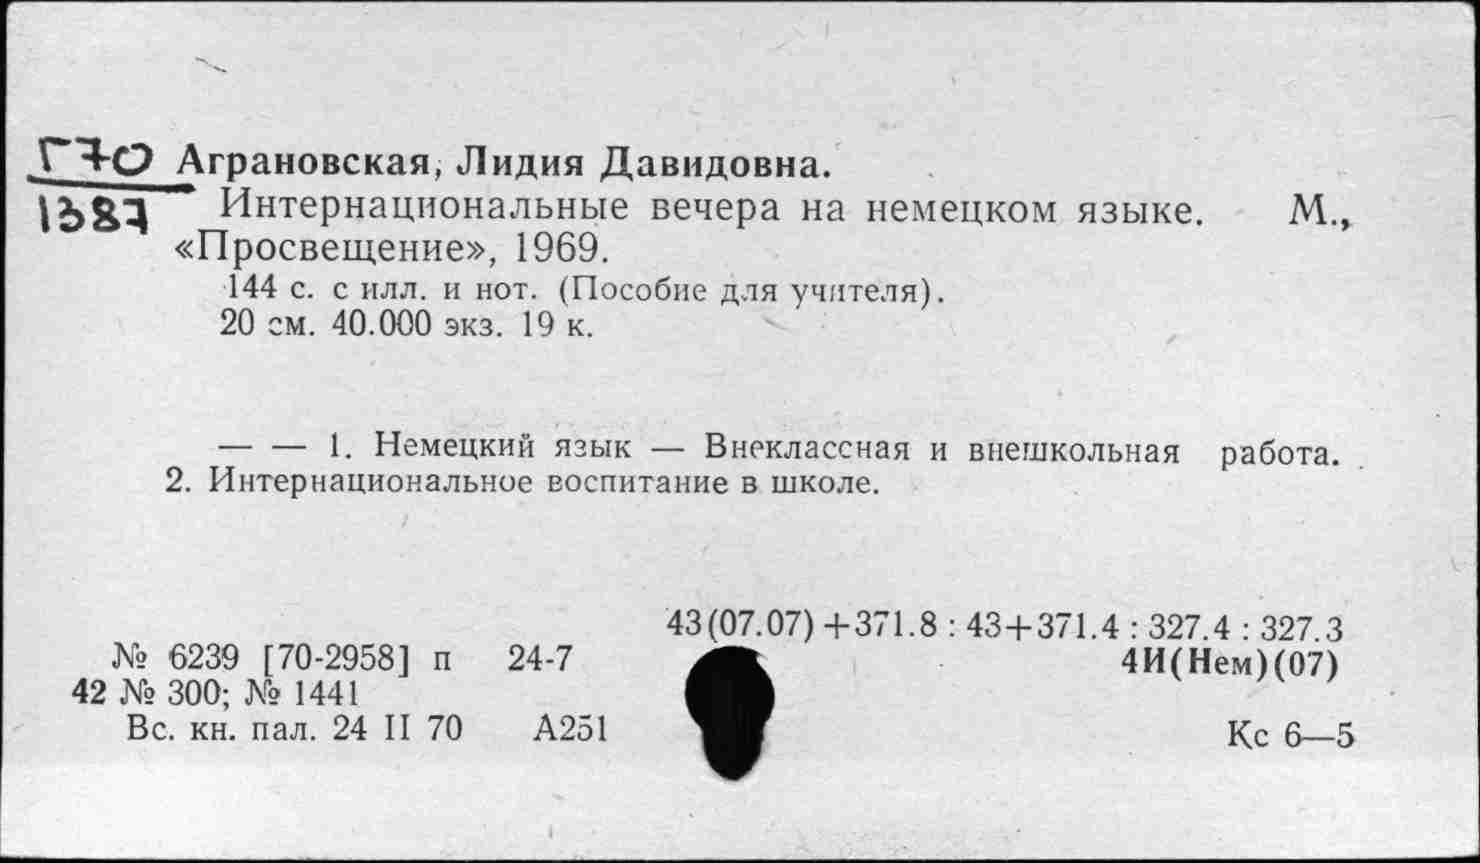 Г70 Аграновская, Лидия Давидовна.
Интернациональные вечера на немецком языке. М.,
«Просвещение», 1969.
144 с. с илл. и нот. (Пособие для учителя).
20 см. 40.000 экз. 19 к.
— — 1. Немецкий язык — Внеклассная и внешкольная работа.
2. Интернациональное воспитание в школе.
43(07.07)+371.8 : 43+371.4 : 327.4 : 327.3
№ 6239 [70-2958] п 24-7 4И(Нем)(07)
42 № 300; № 1441
Вс. кн. пал. 24 II 70 А251 Кс 6—5